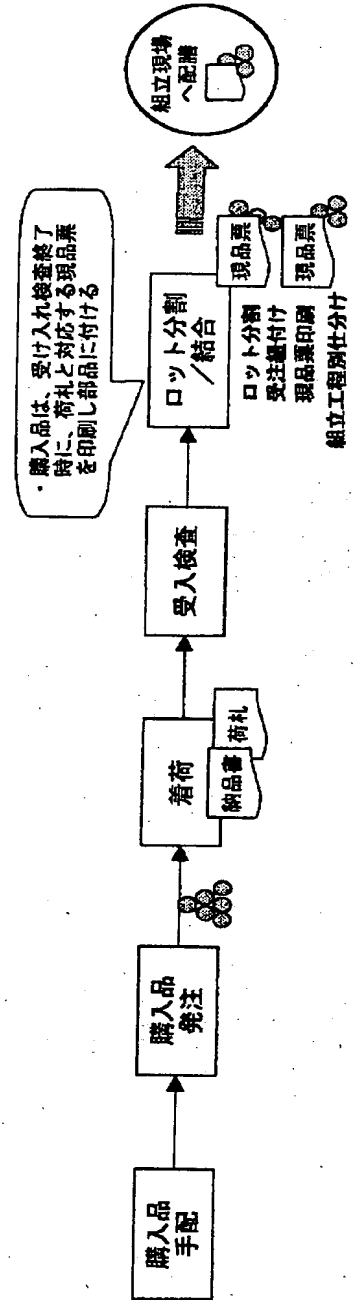 ・購入品は、受け入れ検査終了
時に、荷札と対応する現品票
を印刷し部品に付ける
購入品
手配
購入品
発注
着荷
納品書
荷札
受入検査
ロット分割
／結合
現品票
現品票
ロット分割
受注紐付け
現品票印刷
組立工程別仕分け
組立現場
へ配膳